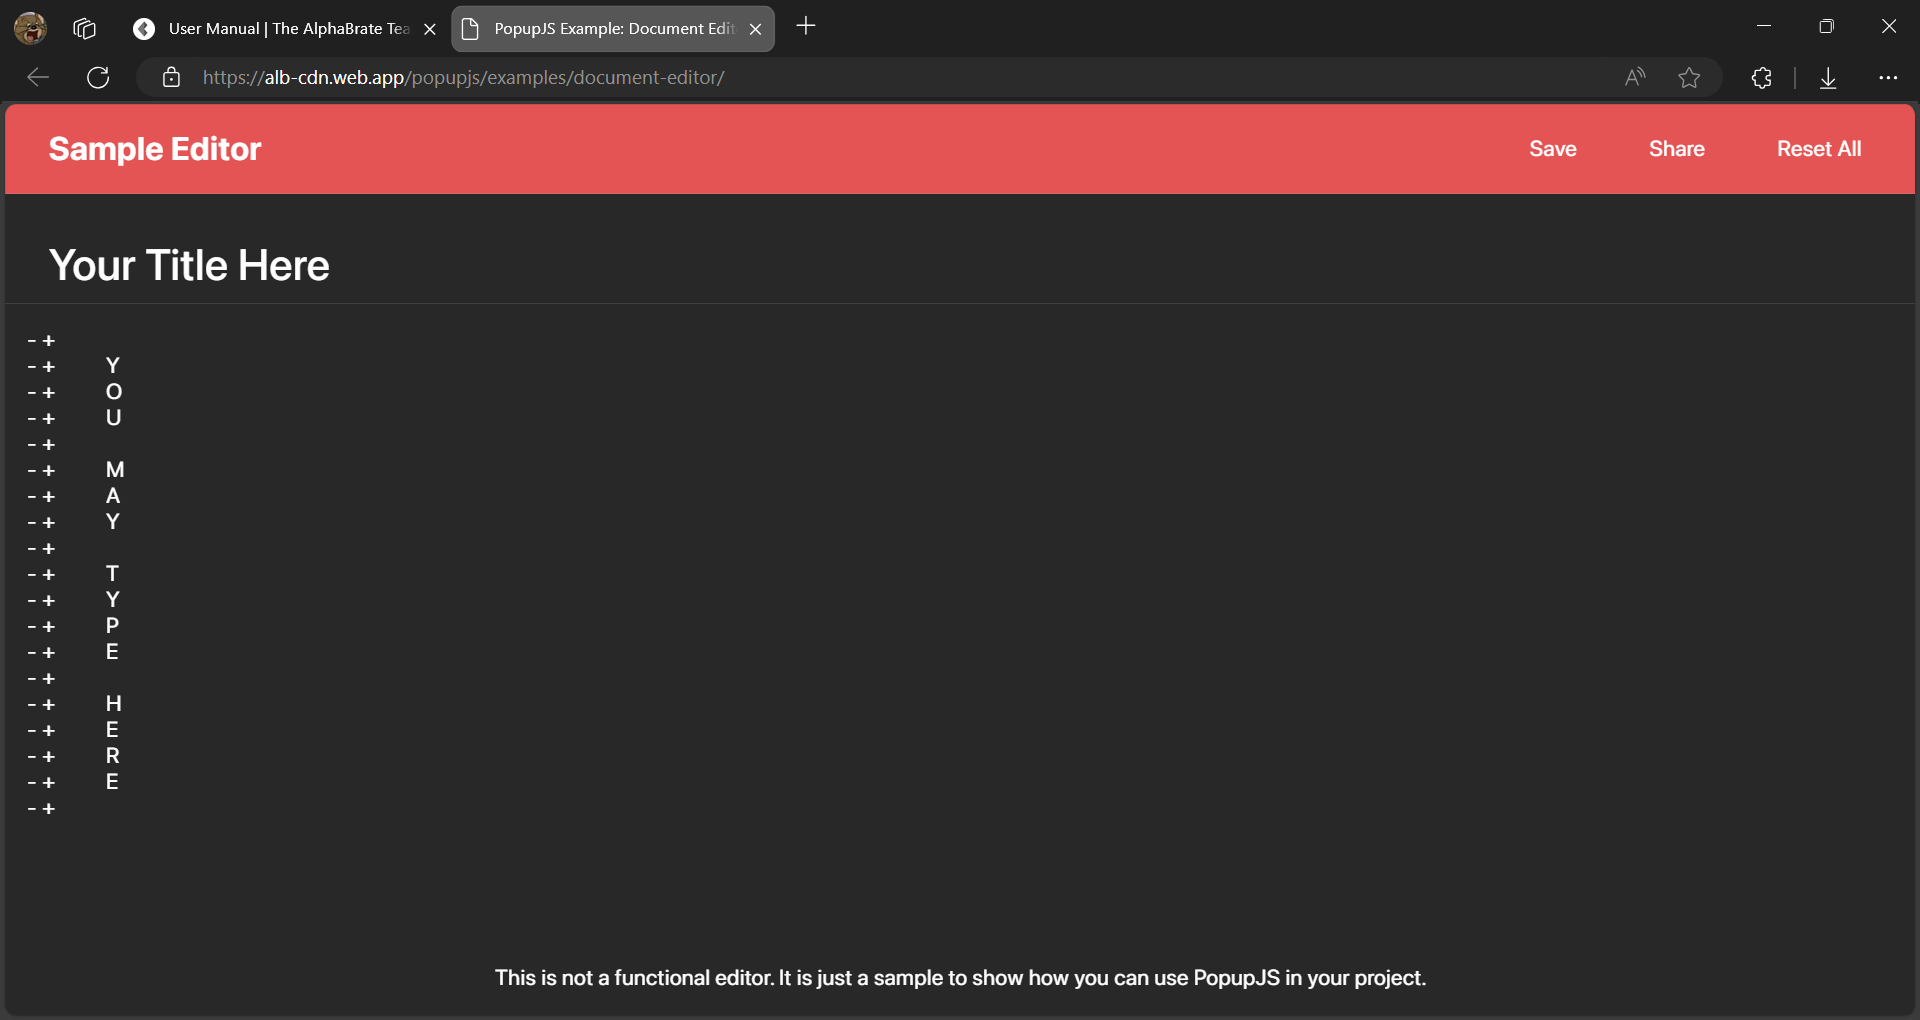 User Manual | The AlphaBrate Tea
PopupJS Example: Document Edit
https://alb-cdn.web.app/popupjs/examples/document-editor/
Sample Editor
Save
Share
Reset All
Your Title Here
- +
- + Y
- + O
- + U
- +
- + M
- + A
- + Y
- +
- + T
- + Y
- + P
- + E
- +
- + H
- + E
- + R
- + E
- +
This is not a functional editor. It is just a sample to show how you can use PopupJS in your project.